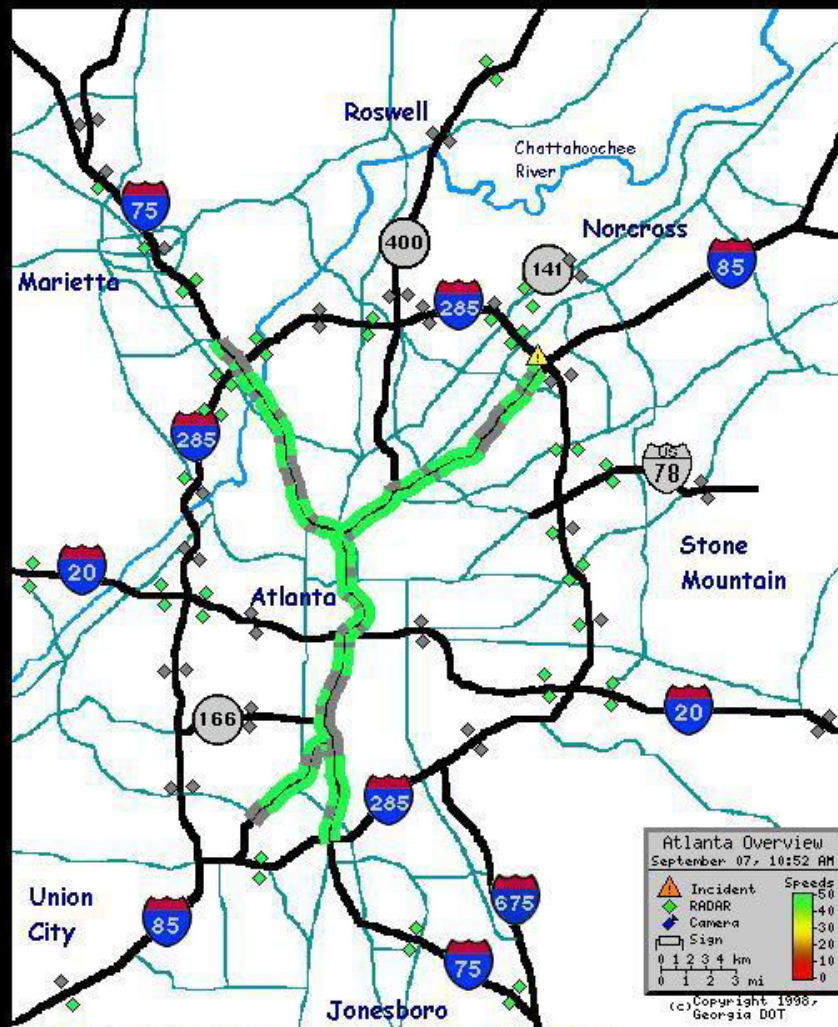 Roswell
Chattahoochee
River
75
400
Norcross
141
85
Marietta
285
285
US
78
Stone
Mountain
20
Atlanta
166
20
285
Union
City
85
675
75
Jonesboro
Atlanta Overview
September 07, 10:52 AM
Incident
RADAR
Camera
Sign
0 1 2 3 4 km
0 1 2 3 mi
Speeds
50
40
30
20
10
0
(c) Copyright 1998,
Georgia DOT